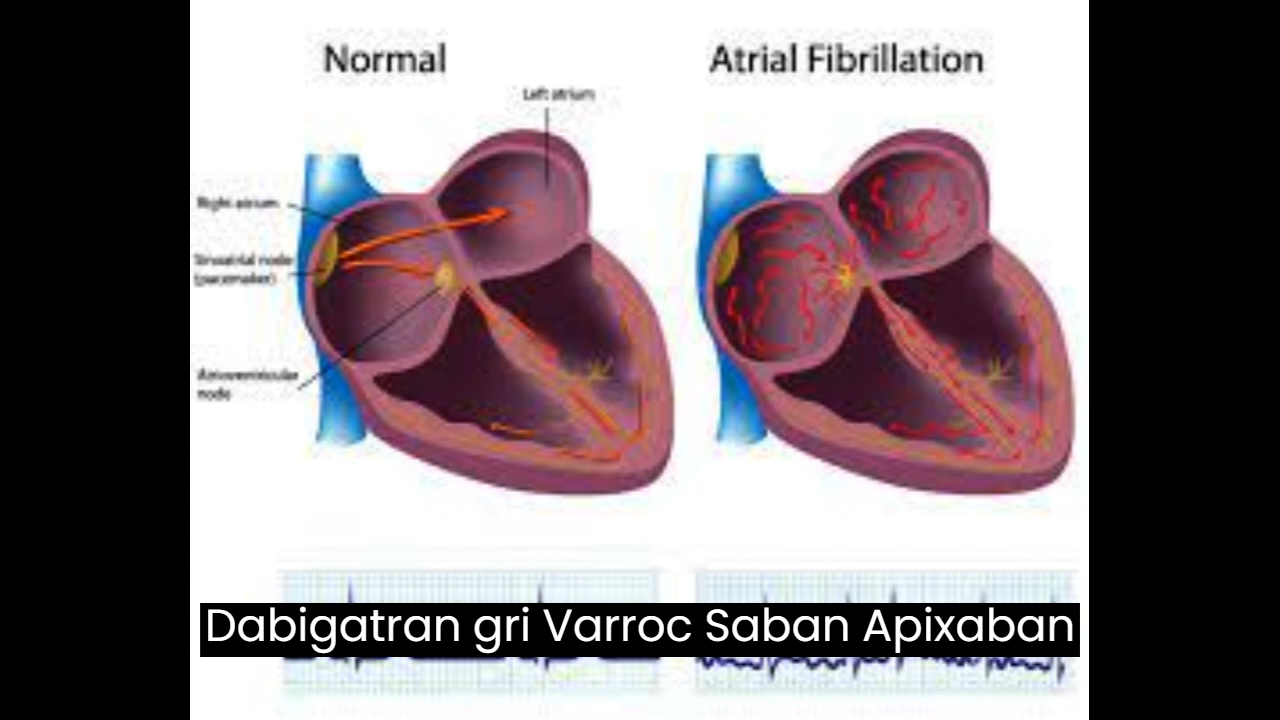 Normal
Atrial Fibrillation
Left atrium
Right atrium
Sinoatrial node
(pacemaker)
Atrioventricular
node
Dabigatran gri Varroc Saban Apixaban